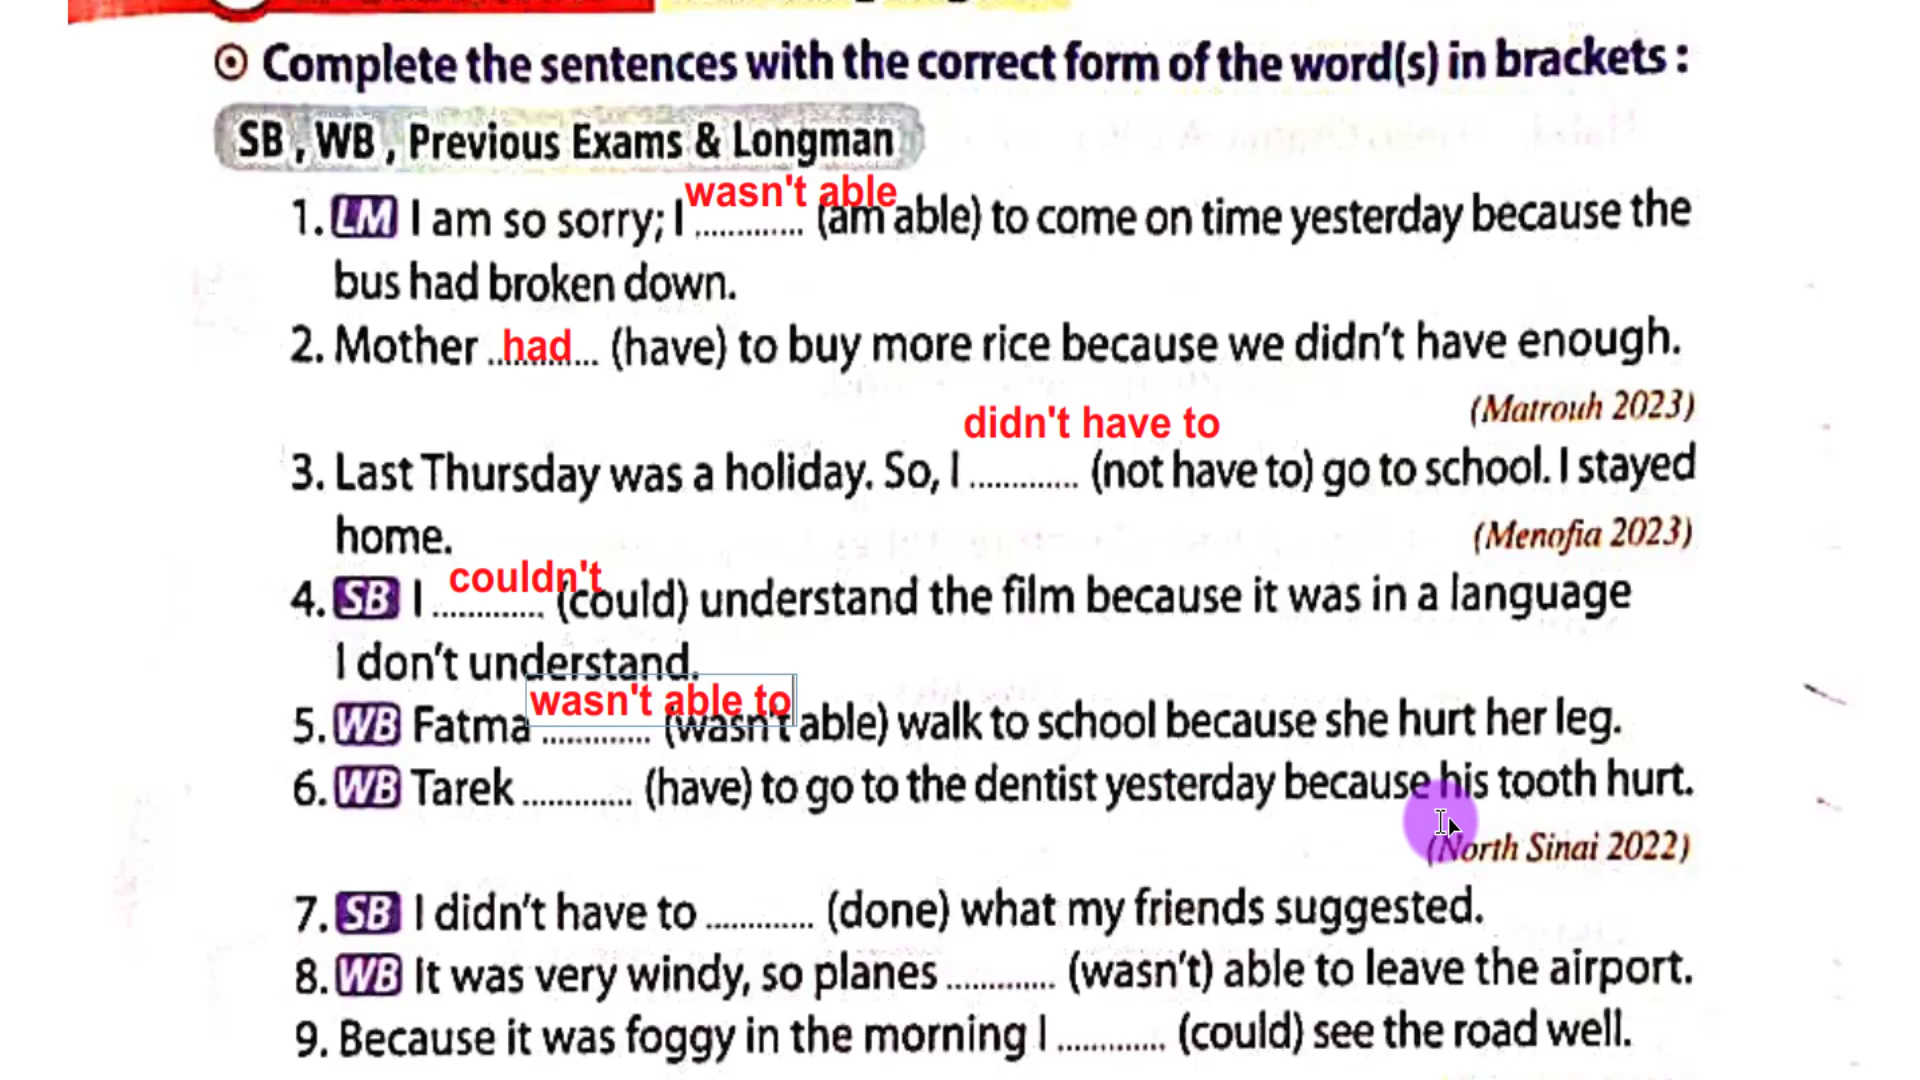 Complete the sentences with the correct form of the word(s) in brackets :
SB , WB , Previous Exams & Longman
wasn't able
1. LM I am so sorry; I ............. (am able) to come on time yesterday because the
bus had broken down.
2. Mother ..had... (have) to buy more rice because we didn't have enough.
(Matrouh 2023)
didn't have to
3. Last Thursday was a holiday. So, I ............. (not have to) go to school. I stayed
home.
(Menofia 2023)
couldn't
4. SB I ............. (could) understand the film because it was in a language
I don't understand.
wasn't able to
5. WB Fatma ............. (wasn't able) walk to school because she hurt her leg.
6. WB Tarek ............. (have) to go to the dentist yesterday because his tooth hurt.
(North Sinai 2022)
7. SB I didn't have to ............. (done) what my friends suggested.
8. WB It was very windy, so planes ............. (wasn't) able to leave the airport.
9. Because it was foggy in the morning I ............. (could) see the road well.